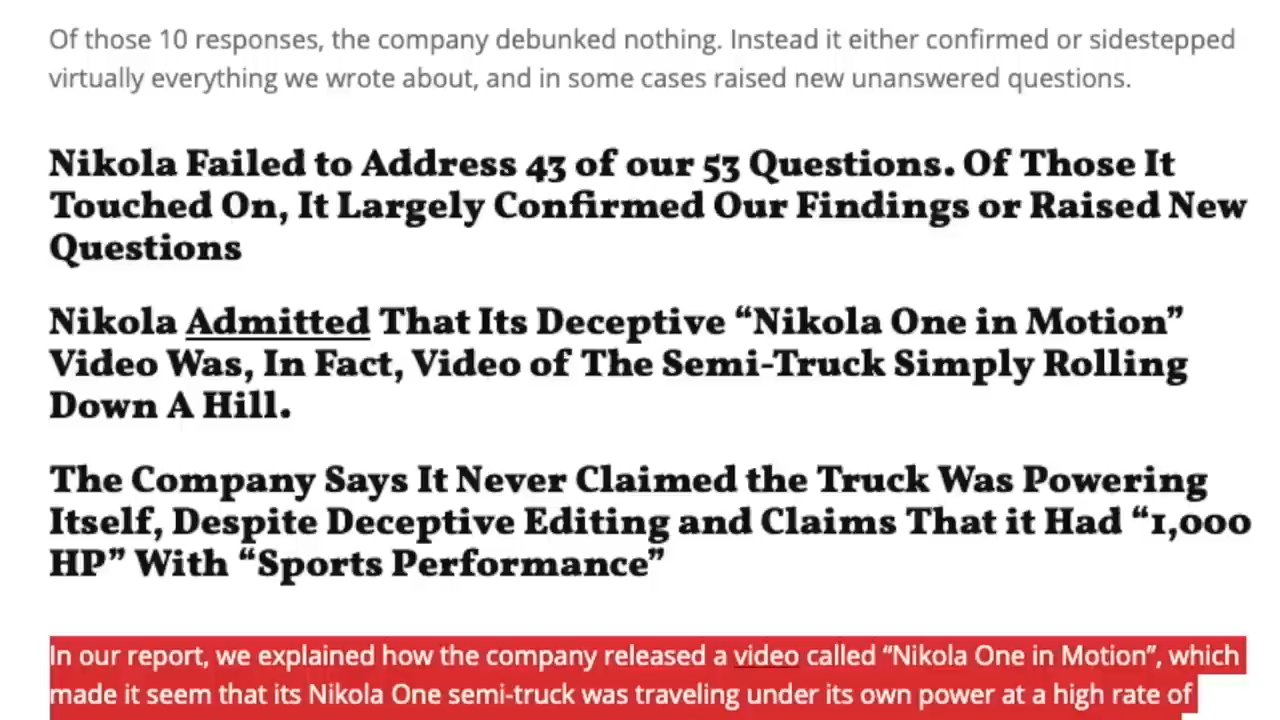 Of those 10 responses, the company debunked nothing. Instead it either confirmed or sidestepped
virtually everything we wrote about, and in some cases raised new unanswered questions.
Nikola Failed to Address 43 of our 53 Questions. Of Those It
Touched On, It Largely Confirmed Our Findings or Raised New
Questions
Nikola Admitted That Its Deceptive “Nikola One in Motion”
Video Was, In Fact, Video of The Semi-Truck Simply Rolling
Down A Hill.
The Company Says It Never Claimed the Truck Was Powering
Itself, Despite Deceptive Editing and Claims That it Had “1,000
HP” With “Sports Performance”
In our report, we explained how the company released a video called “Nikola One in Motion”, which
made it seem that its Nikola One semi-truck was traveling under its own power at a high rate of